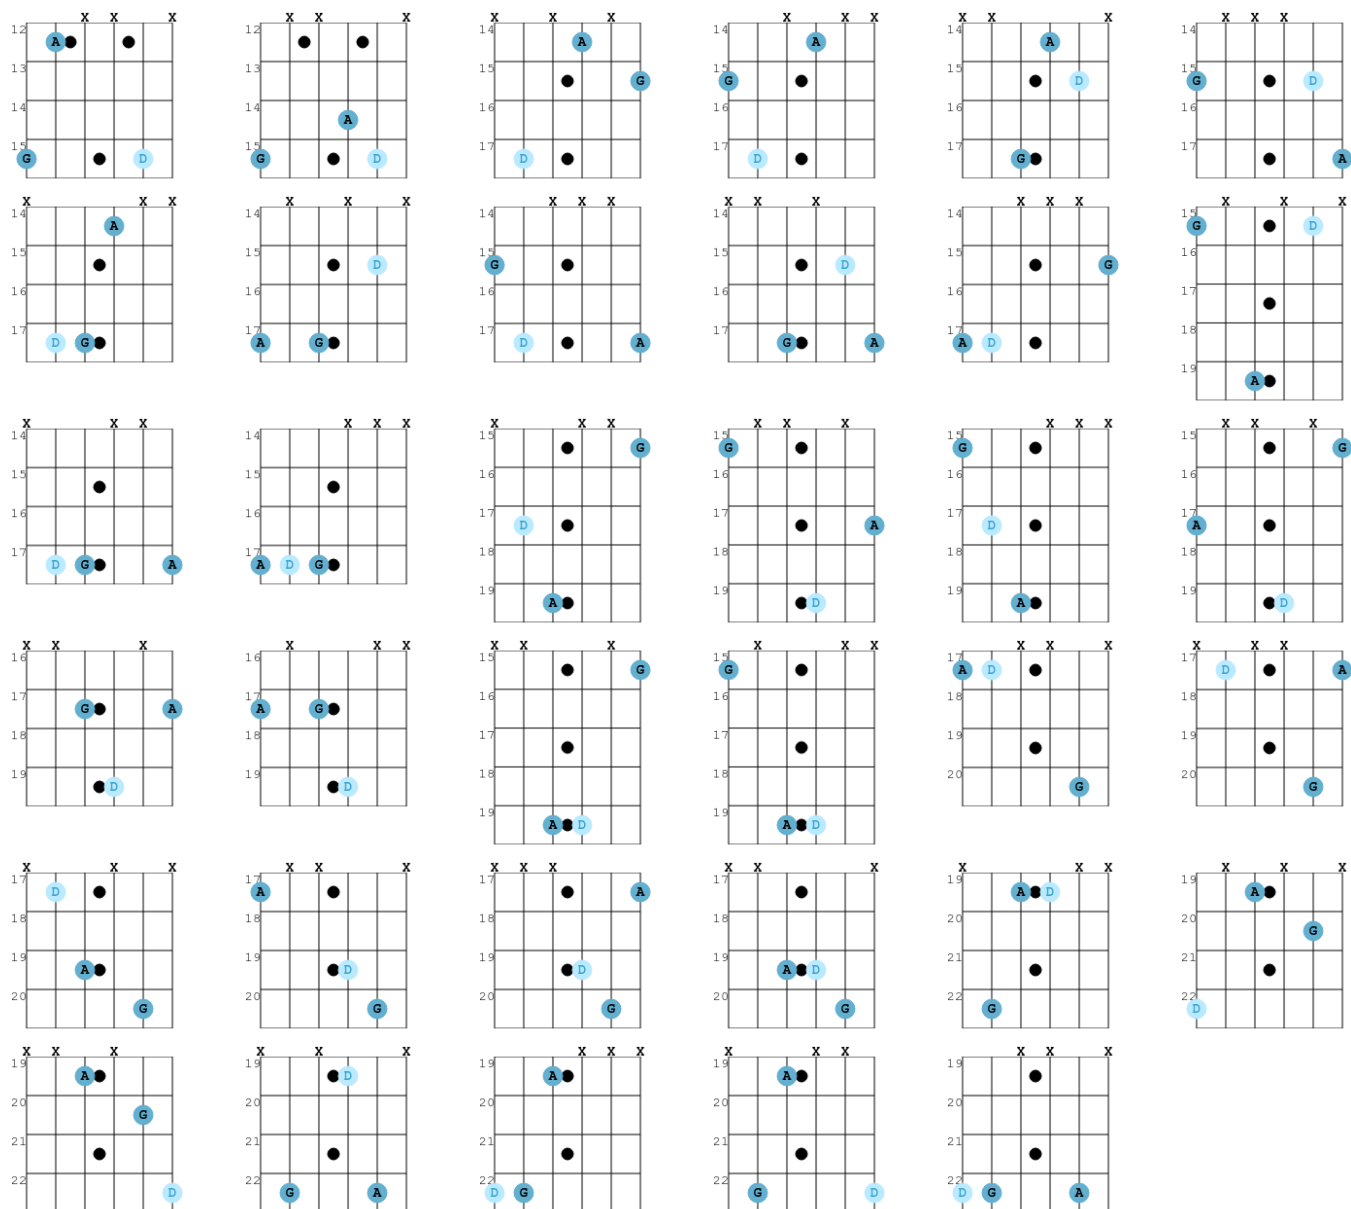 X X X X X X X X X X X X X X X X X X
12 12 14 14 14 14
A A A A
13 13 15 15 15 15
G G D G D
14 14 16 16 16 16
A
15 15 17 17 17 17
G D G D D D G A
X X X X X X X X X X X X X X X X X X
14 14 14 14 14 15
A G D
15 15 15 15 15 16
D G D G
16 16 16 16 16 17
17 17 17 17 17 18
D G A G D A G A A D
19
A
X X X X X X X X X X X X X X X X X X
14 14 15 15 15 15
G G G G
15 15 16 16 16 16
16 16 17 17 17 17
D A D A
17 17 18 18 18 18
D G A A D G
19 19 19 19
A D A D
X X X X X X X X X X X X X X X X X X
16 16 15 15 17 17
G G A D D A
17 17 16 16 18 18
G A A G
18 18 17 17 19 19
19 19 18 18 20 20
D D G G
19 19
A D A D
X X X X X X X X X X X X X X X X X X
17 17 17 17 19 19
D A A A D A
18 18 18 18 20 20
G
19 19 19 19 21 21
A D D A D
20 20 20 20 22 22
G G G G G D
X X X X X X X X X X X X X X X
19 19 19 19 19
A D A A
20 20 20 20 20
G
21 21 21 21 21
22 22 22 22 22
D G A D G G D D G A